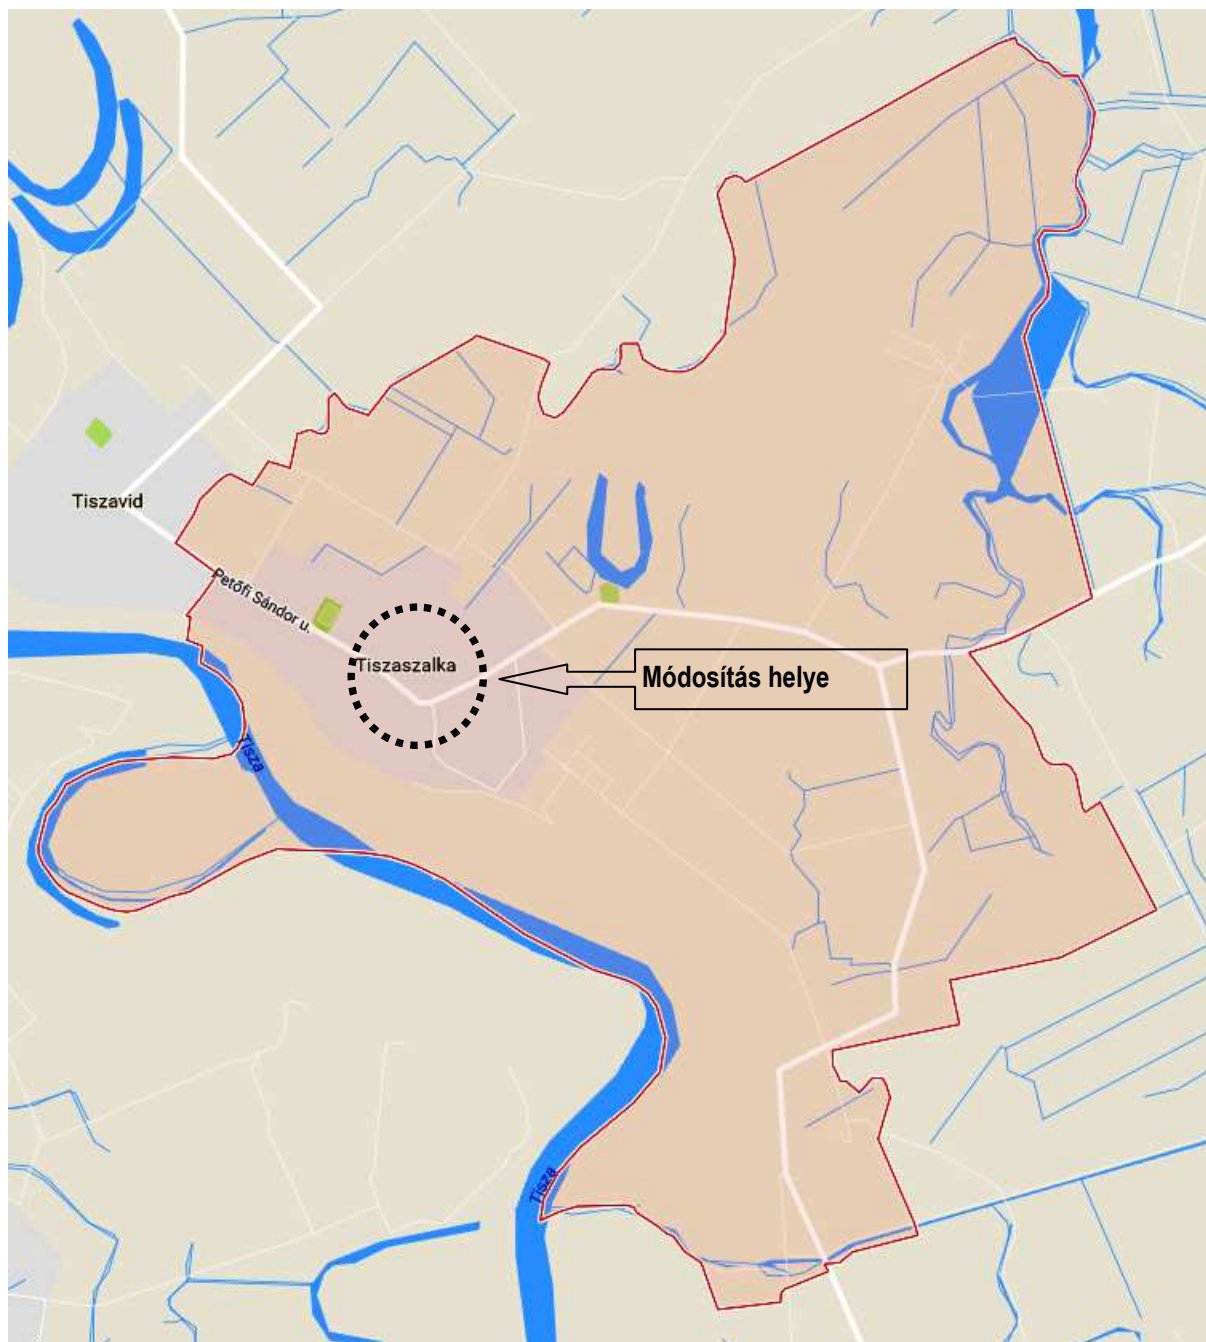 Tiszavid
Petőfi Sándor u.
Tiszaszalka
Módosítás helye
Tisza
Tisza